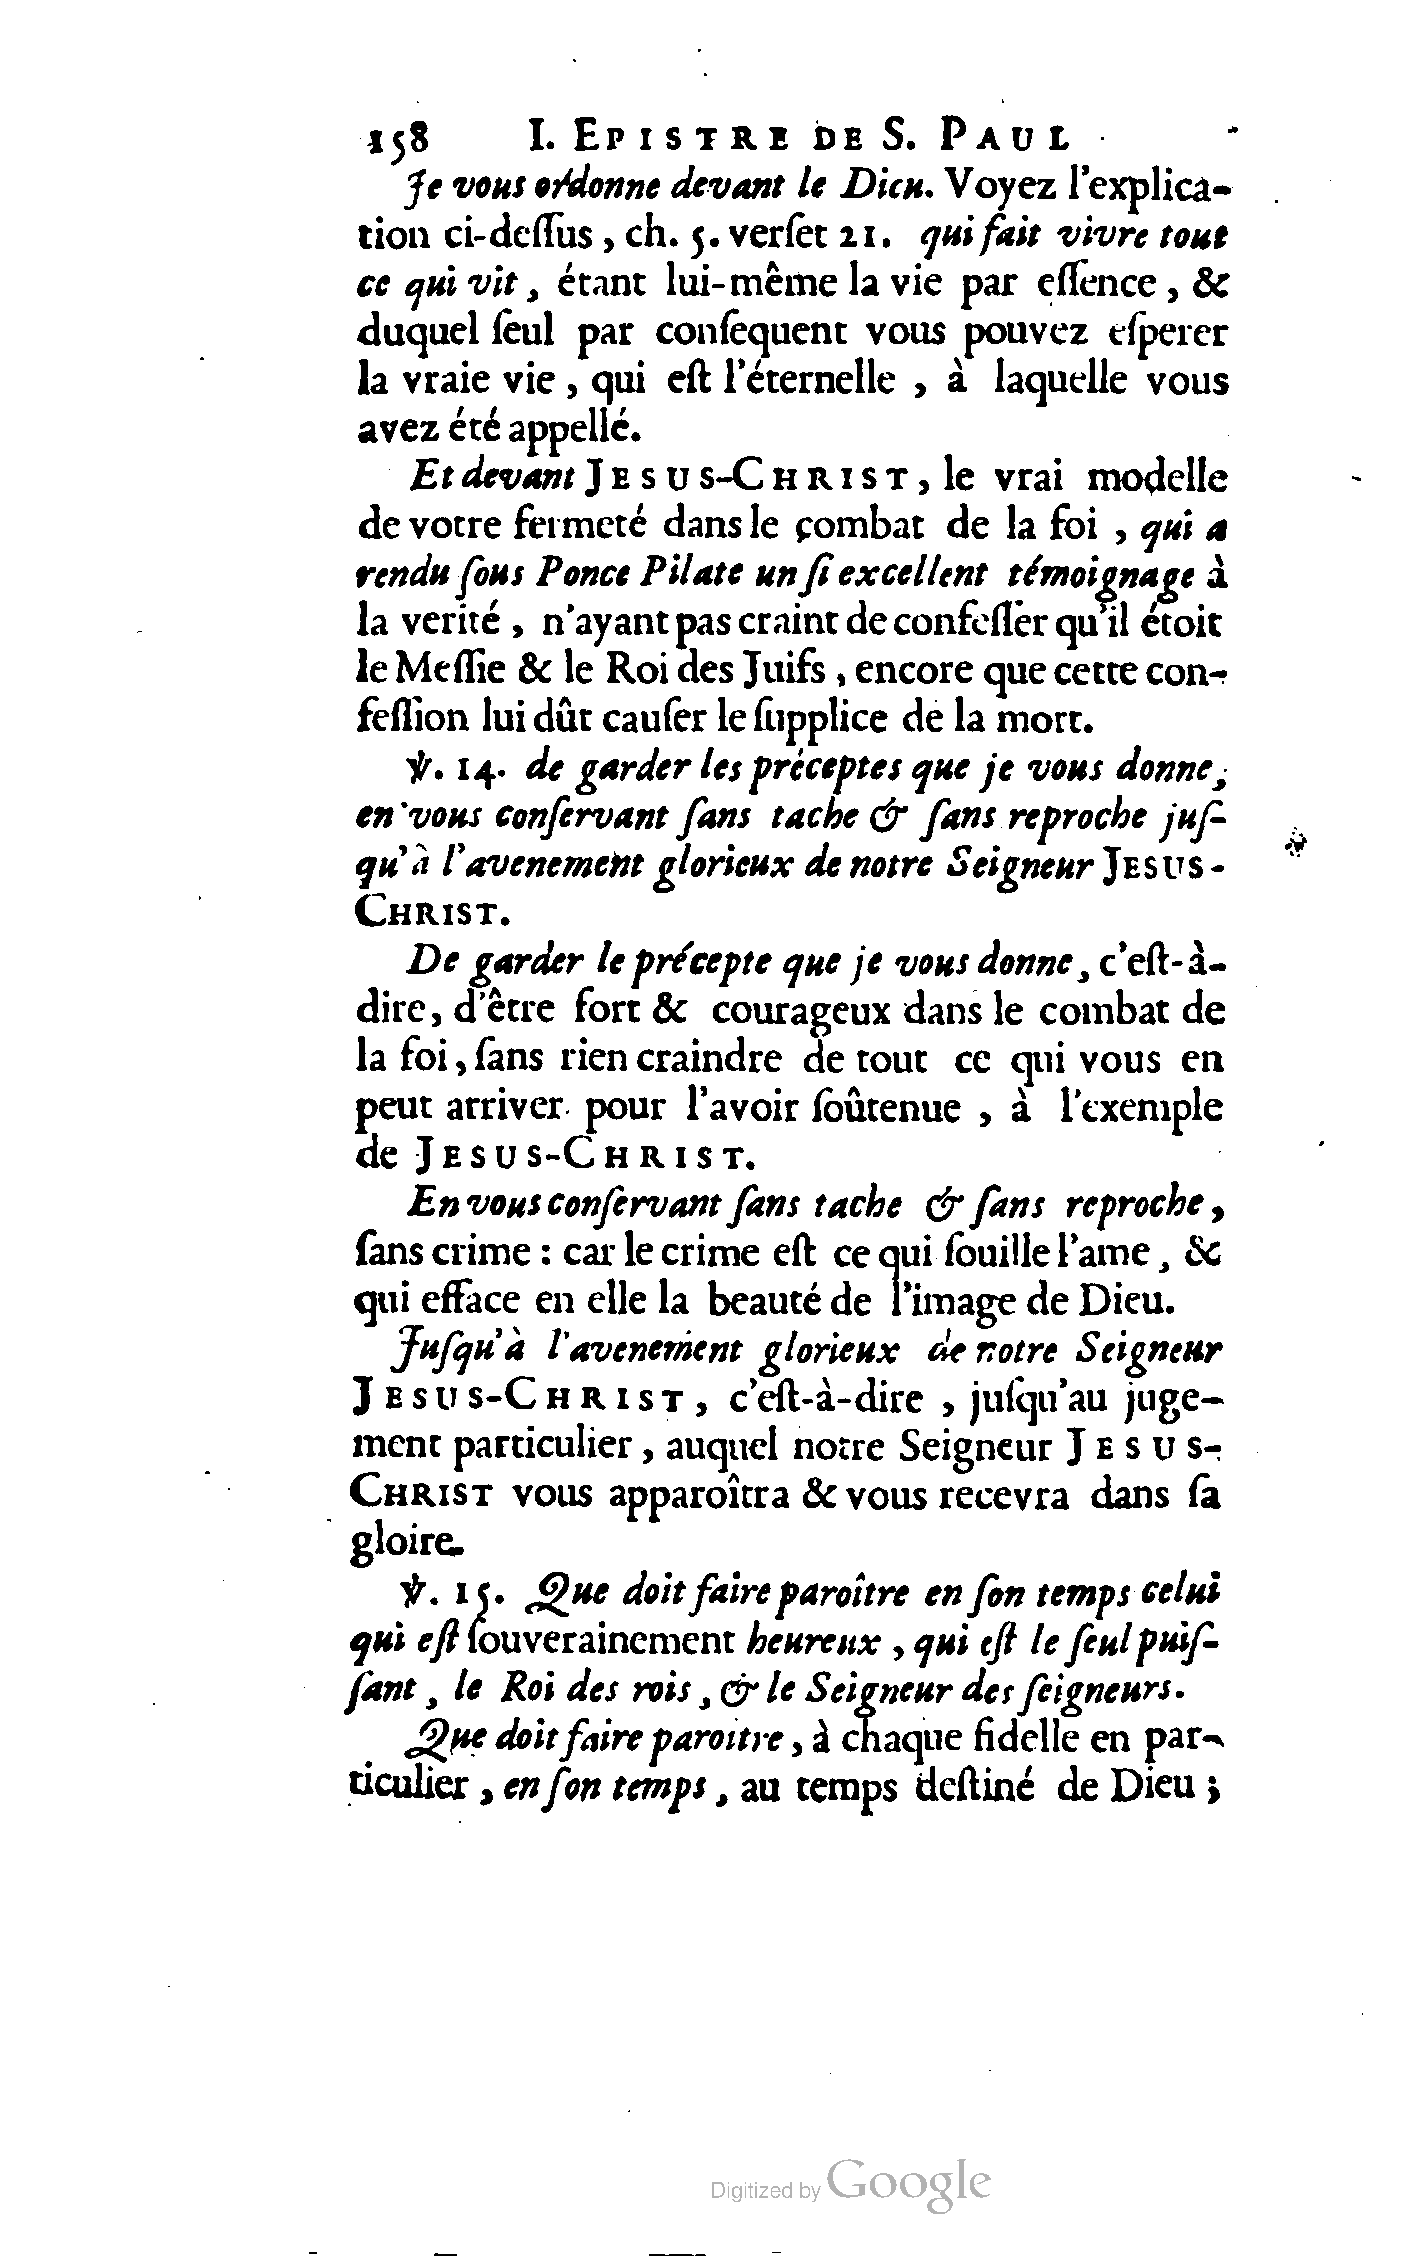 158 I. EPISTRE DE S. PAUL
Je vous ordonne devant le Dieu. Voyez l'explica-
tion ci-deſſus, ch. 5. verſet 21. qui fait vivre tout
ce qui vit, étant lui-même la vie par eſſence, &
duquel ſeul par conſequent vous pouvez eſperer
la vraie vie, qui eſt l'éternelle, à laquelle vous
avez été appellé.
Et devant JESUS-CHRIST, le vrai modelle
de votre fermeté dans le combat de la foi, qui a
rendu ſous Ponce Pilate un ſi excellent témoignage à
la verité, n'ayant pas craint de confeſſer qu'il étoit
le Meſſie & le Roi des Juifs, encore que cette con-
feſſion lui dût cauſer le ſupplice de la mort.
℣. 14. de garder les préceptes que je vous donne,
en vous conſervant ſans tache & ſans reproche juſ-
qu'à l'avenement glorieux de notre Seigneur JESUS-
CHRIST.
De garder le précepte que je vous donne, c'eſt-à-
dire, d'être fort & courageux dans le combat de
la foi, ſans rien craindre de tout ce qui vous en
peut arriver pour l'avoir ſoûtenue, à l'exemple
de JESUS-CHRIST.
En vous conſervant ſans tache & ſans reproche,
ſans crime : car le crime eſt ce qui ſouille l'ame, &
qui efface en elle la beauté de l'image de Dieu.
Juſqu'à l'avenement glorieux de notre Seigneur
JESUS-CHRIST, c'eſt-à-dire, juſqu'au juge-
ment particulier, auquel notre Seigneur JESUS-
CHRIST vous apparoîtra & vous recevra dans ſa
gloire.
℣. 15. Que doit faire paroître en ſon temps celui
qui eſt ſouverainement heureux, qui eſt le ſeul puiſ-
ſant, le Roi des rois, & le Seigneur des ſeigneurs.
Que doit faire paroître, à chaque fidelle en par-
ticulier, en ſon temps, au temps deſtiné de Dieu ;
Digitized by Google